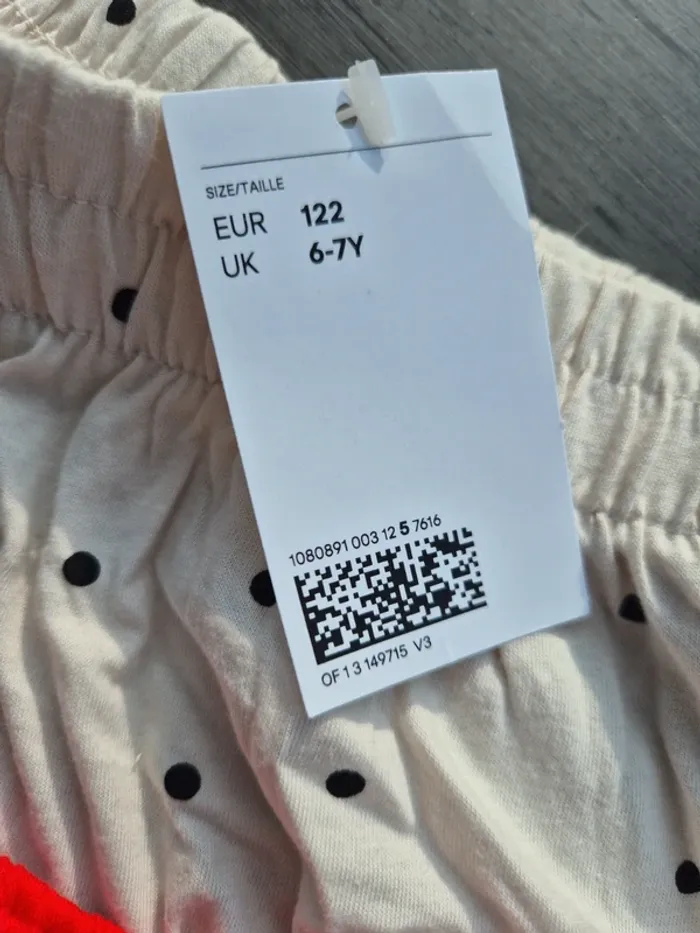 SIZE/TAILLE
EUR 122
UK 6-7Y
1080891 003 12 5 7616
OF 1 3 149715 V3